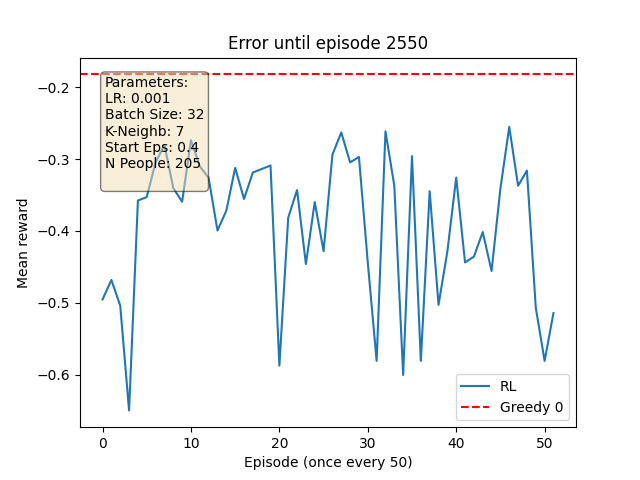 Error until episode 2550
Parameters:
LR: 0.001
Batch Size: 32
K-Neighb: 7
Start Eps: 0.4
N People: 205
−0.2
−0.3
−0.4
−0.5
−0.6
Mean reward
RL
Greedy 0
0 10 20 30 40 50
Episode (once every 50)